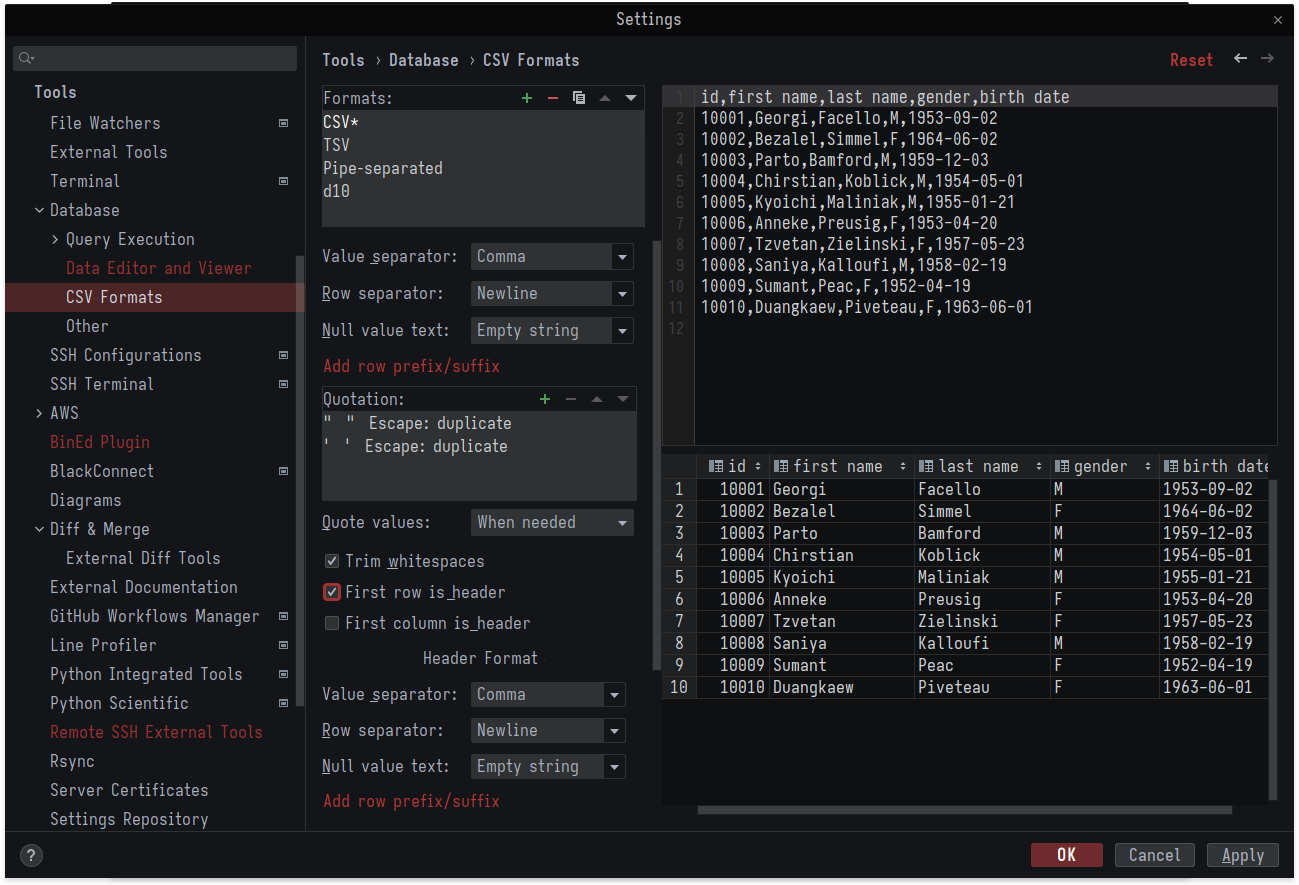 Settings
Tools
File Watchers
External Tools
Terminal
Database
Query Execution
Data Editor and Viewer
CSV Formats
Other
SSH Configurations
SSH Terminal
AWS
BinEd Plugin
BlackConnect
Diagrams
Diff & Merge
External Diff Tools
External Documentation
GitHub Workflows Manager
Line Profiler
Python Integrated Tools
Python Scientific
Remote SSH External Tools
Rsync
Server Certificates
Settings Repository
Tools › Database › CSV Formats
Reset
Formats:
CSV*
TSV
Pipe-separated
d10
Value separator: Comma
Row separator: Newline
Null value text: Empty string
Add row prefix/suffix
Quotation:
" " Escape: duplicate
' ' Escape: duplicate
Quote values: When needed
Trim whitespaces
First row is header
First column is header
Header Format
Value separator: Comma
Row separator: Newline
Null value text: Empty string
Add row prefix/suffix
1 id,first name,last name,gender,birth date
2 10001,Georgi,Facello,M,1953-09-02
3 10002,Bezalel,Simmel,F,1964-06-02
4 10003,Parto,Bamford,M,1959-12-03
5 10004,Chirstian,Koblick,M,1954-05-01
6 10005,Kyoichi,Maliniak,M,1955-01-21
7 10006,Anneke,Preusig,F,1953-04-20
8 10007,Tzvetan,Zielinski,F,1957-05-23
9 10008,Saniya,Kalloufi,M,1958-02-19
10 10009,Sumant,Peac,F,1952-04-19
11 10010,Duangkaew,Piveteau,F,1963-06-01
12
id first name last name gender birth date
1 10001 Georgi Facello M 1953-09-02
2 10002 Bezalel Simmel F 1964-06-02
3 10003 Parto Bamford M 1959-12-03
4 10004 Chirstian Koblick M 1954-05-01
5 10005 Kyoichi Maliniak M 1955-01-21
6 10006 Anneke Preusig F 1953-04-20
7 10007 Tzvetan Zielinski F 1957-05-23
8 10008 Saniya Kalloufi M 1958-02-19
9 10009 Sumant Peac F 1952-04-19
10 10010 Duangkaew Piveteau F 1963-06-01
?
OK
Cancel
Apply